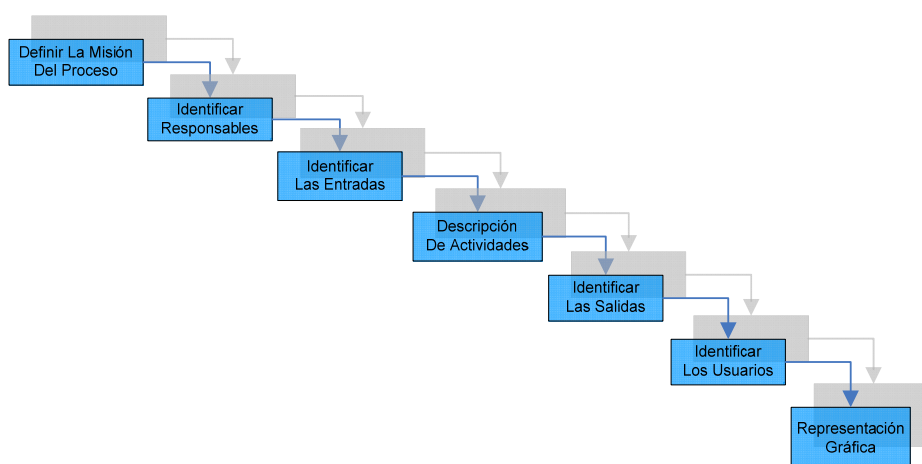 Definir La Misión
Del Proceso
Identificar
Responsables
Identificar
Las Entradas
Descripción
De Actividades
Identificar
Las Salidas
Identificar
Los Usuarios
Representación
Gráfica